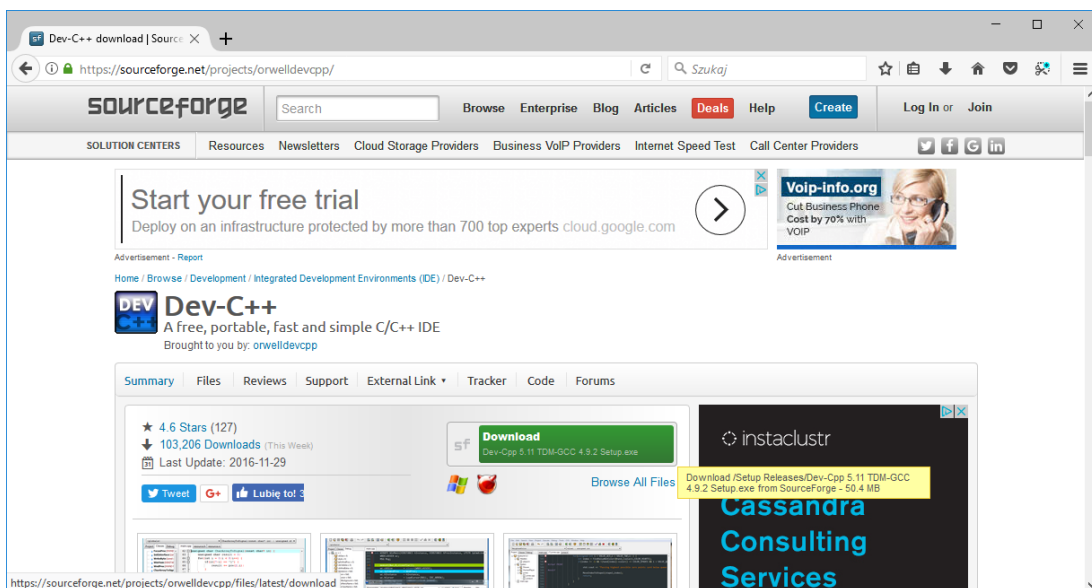 Dev-C++ download | Source
https://sourceforge.net/projects/orwelldevcpp/
Szukaj
sourceforge
Search
Browse Enterprise Blog Articles Deals Help Create Log In or Join
SOLUTION CENTERS Resources Newsletters Cloud Storage Providers Business VoIP Providers Internet Speed Test Call Center Providers
Start your free trial
Deploy on an infrastructure protected by more than 700 top experts cloud.google.com
Advertisement - Report
Voip-info.org
Cut Business Phone
Cost by 70% with
VOIP
Advertisement
Home / Browse / Development / Integrated Development Environments (IDE) / Dev-C++
DEV
C++
Dev-C++
A free, portable, fast and simple C/C++ IDE
Brought to you by: orwelldevcpp
Summary Files Reviews Support External Link Tracker Code Forums
4.6 Stars (127)
103,206 Downloads (This Week)
31 Last Update: 2016-11-29
Tweet G+ Lubię to! 3
sf Download
Dev-Cpp 5.11 TDM-GCC 4.9.2 Setup.exe
Browse All Files
Download /Setup Releases/Dev-Cpp 5.11 TDM-GCC
4.9.2 Setup.exe from SourceForge - 50.4 MB
instaclustr
Cassandra
Consulting
Services
https://sourceforge.net/projects/orwelldevcpp/files/latest/download